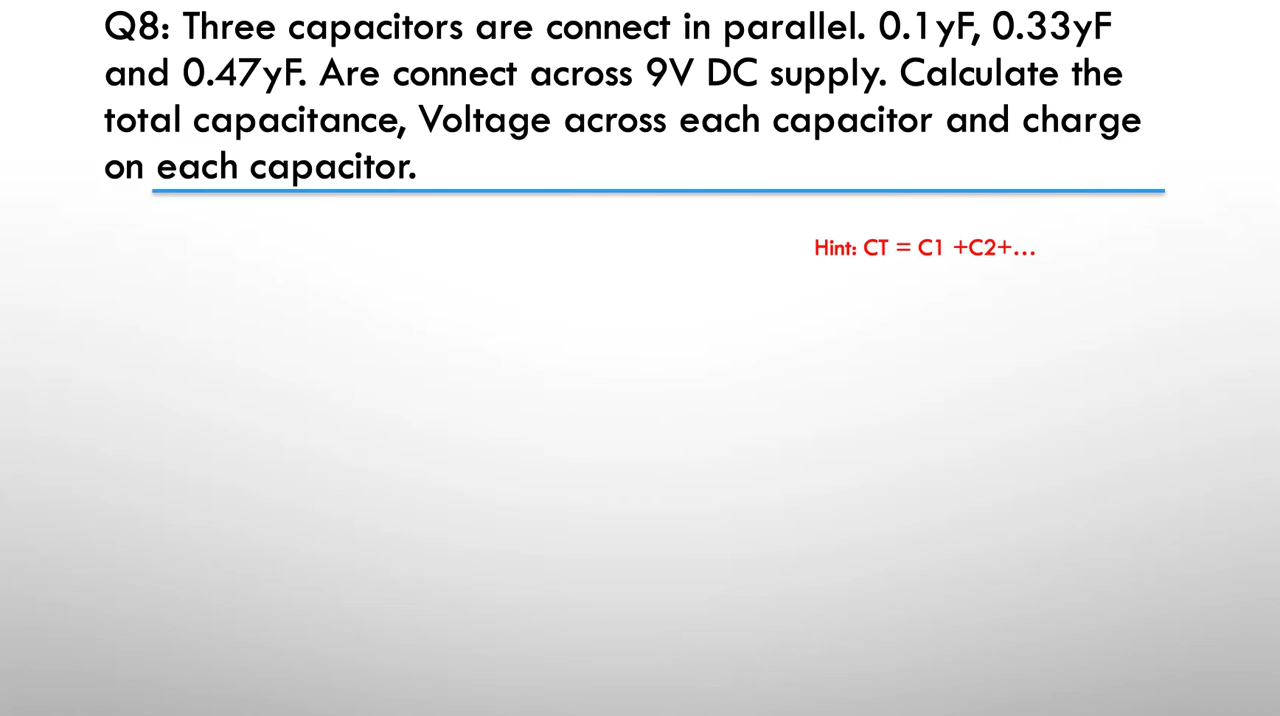 Q8: Three capacitors are connect in parallel. 0.1yF, 0.33yF
and 0.47yF. Are connect across 9V DC supply. Calculate the
total capacitance, Voltage across each capacitor and charge
on each capacitor.
Hint: CT = C1 +C2+...